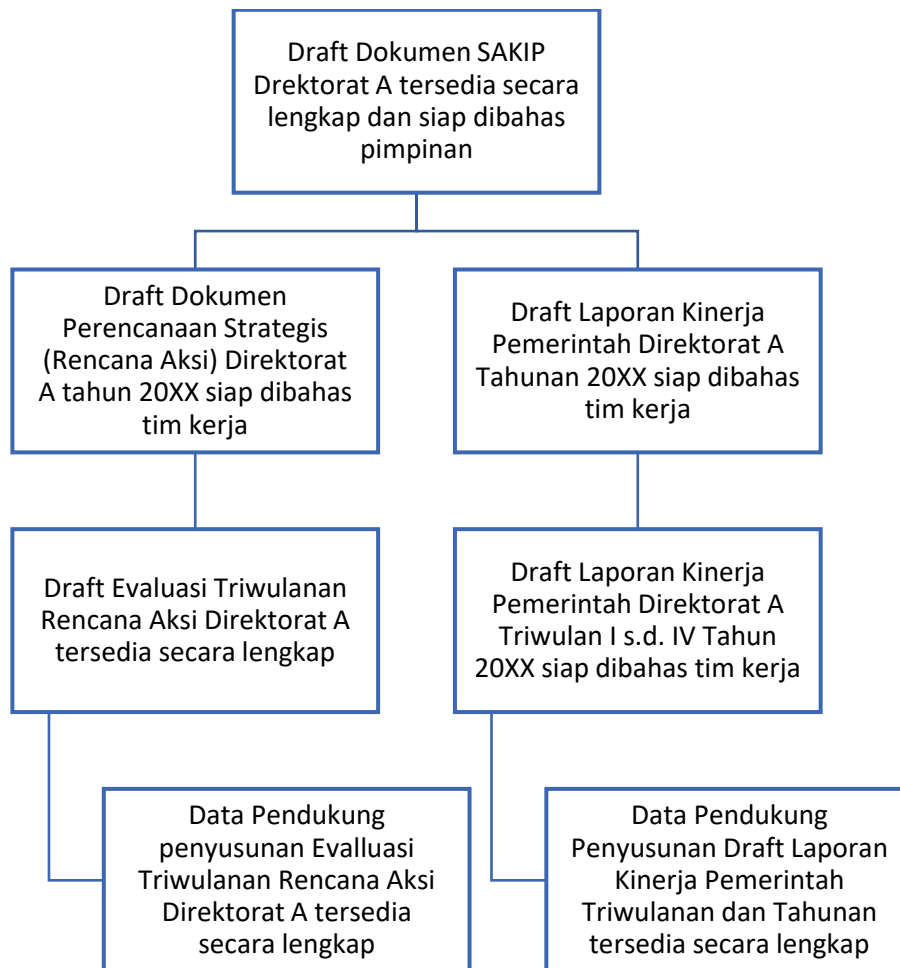 Draft Dokumen SAKIP
Drektorat A tersedia secara
lengkap dan siap dibahas
pimpinan
Draft Dokumen
Perencanaan Strategis
(Rencana Aksi) Direktorat
A tahun 20XX siap dibahas
tim kerja
Draft Laporan Kinerja
Pemerintah Direktorat A
Tahunan 20XX siap dibahas
tim kerja
Draft Evaluasi Triwulanan
Rencana Aksi Direktorat A
tersedia secara lengkap
Draft Laporan Kinerja
Pemerintah Direktorat A
Triwulan I s.d. IV Tahun
20XX siap dibahas tim kerja
Data Pendukung
penyusunan Evalluasi
Triwulanan Rencana Aksi
Direktorat A tersedia
secara lengkap
Data Pendukung
Penyusunan Draft Laporan
Kinerja Pemerintah
Triwulanan dan Tahunan
tersedia secara lengkap